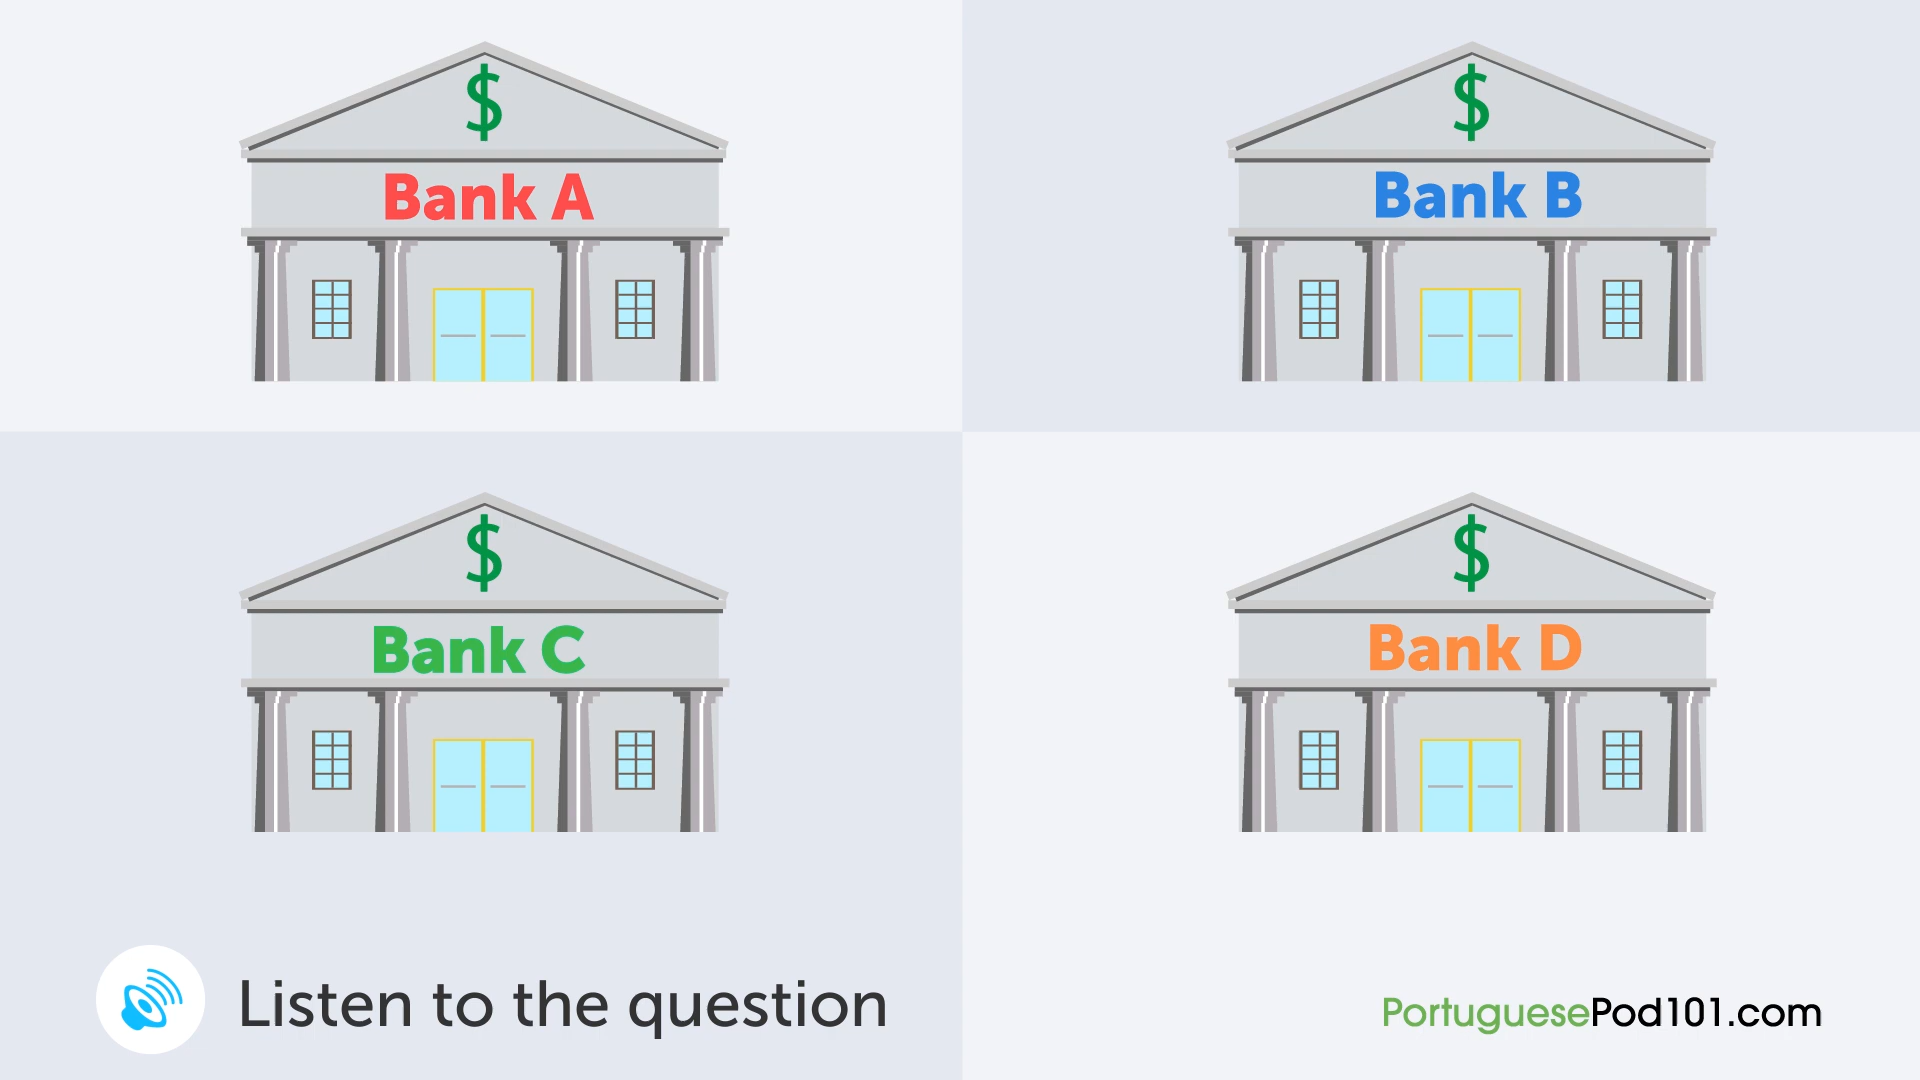 $
Bank A
$
Bank B
$
Bank C
$
Bank D
Listen to the question
PortuguesePod101.com